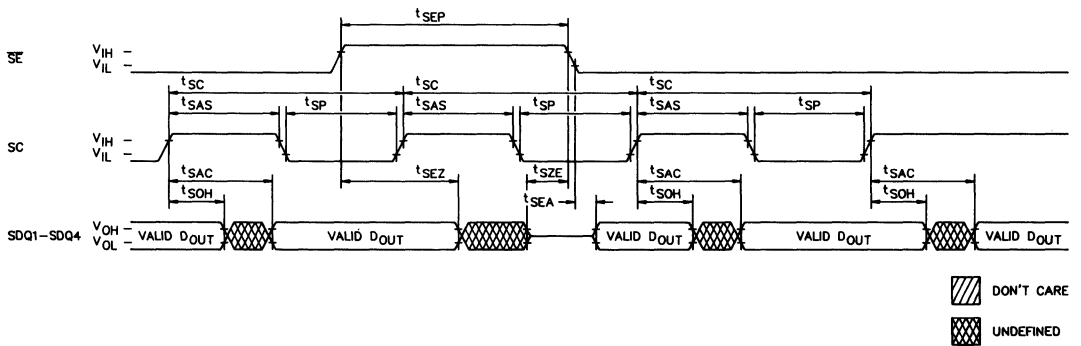 tSEP
SE VIH
VIL
tSC tSC tSC
tSAS tSP tSAS tSP tSAS tSP
SC VIH
VIL
tSAC tSEZ tSZE tSAC tSAC
tSOH tSEA tSOH tSOH
SDQ1-SDQ4 VOH
VOL
VALID DOUT VALID DOUT VALID DOUT VALID DOUT VALID DOUT
DON'T CARE
UNDEFINED